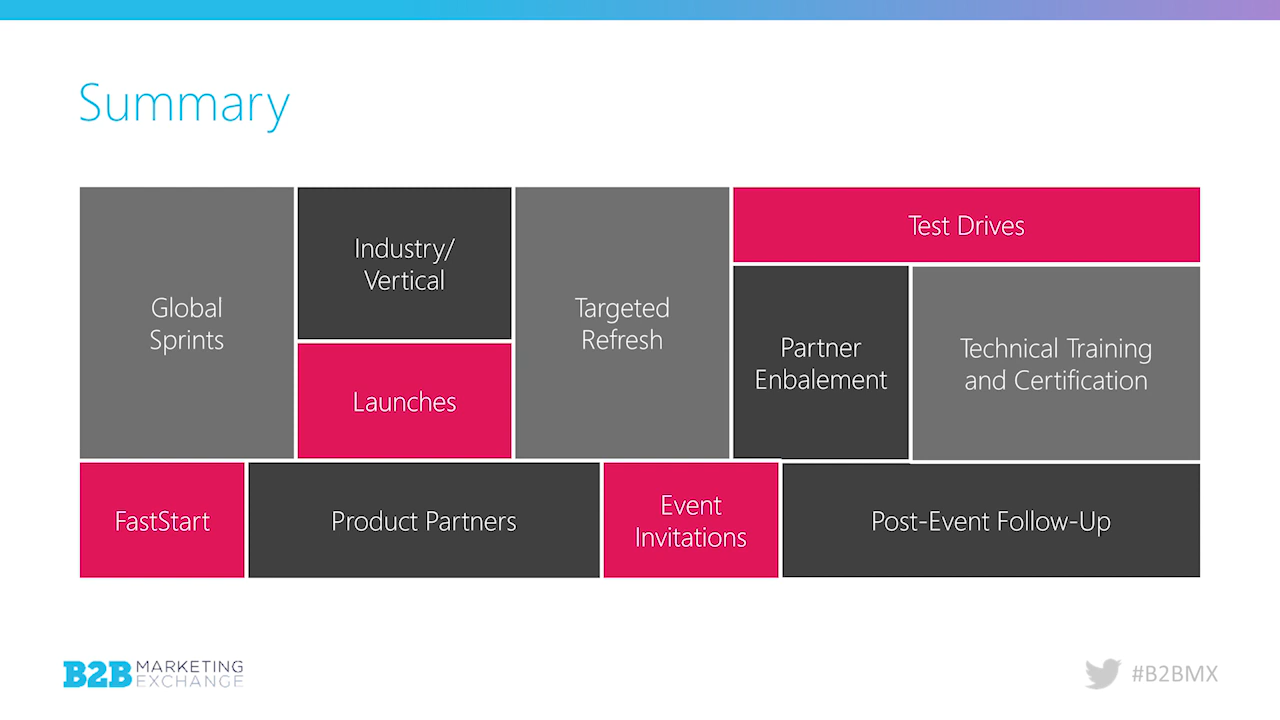 Summary
Global
Sprints
Industry/
Vertical
Launches
Targeted
Refresh
Test Drives
Partner
Enbalement
Technical Training
and Certification
FastStart
Product Partners
Event
Invitations
Post-Event Follow-Up
B2B MARKETING
EXCHANGE
#B2BMX